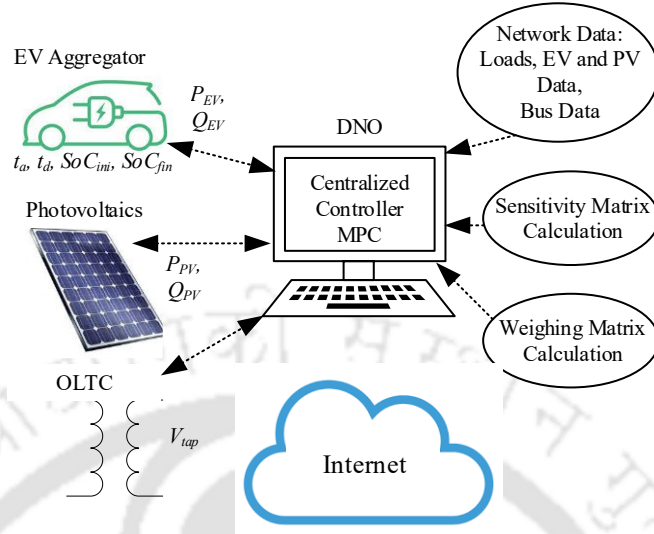 EV Aggregator
P_EV,
Q_EV
t_a, t_d, SoC_ini, SoC_fin
Photovoltaics
P_PV,
Q_PV
OLTC
V_tap
DNO
Centralized
Controller
MPC
Internet
Network Data:
Loads, EV and PV
Data,
Bus Data
Sensitivity Matrix
Calculation
Weighing Matrix
Calculation